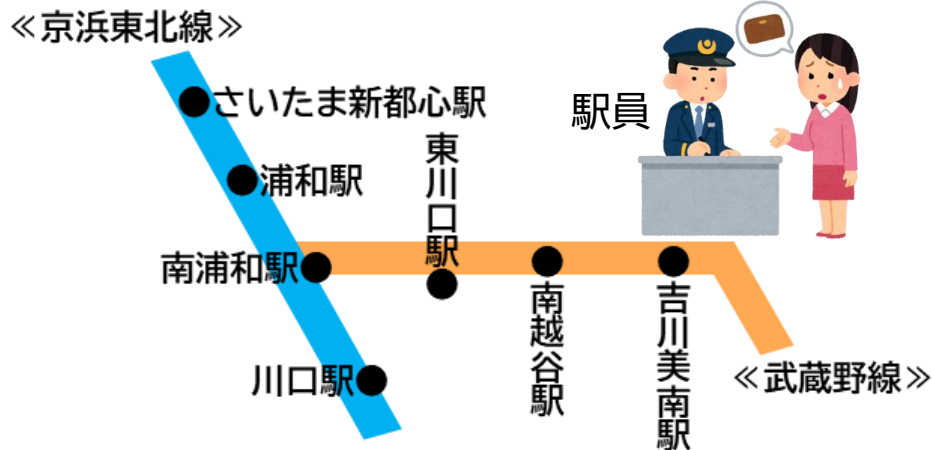 ≪京浜東北線≫
さいたま新都心駅
浦和駅
東川口駅
南浦和駅
川口駅
南越谷駅
吉川美南駅
≪武蔵野線≫
駅員